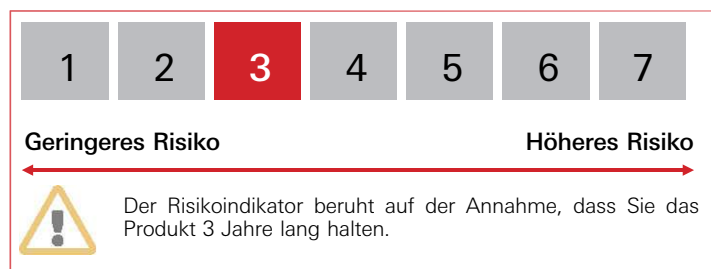 1 2 3 4 5 6 7
Geringeres Risiko Höheres Risiko
Der Risikoindikator beruht auf der Annahme, dass Sie das
Produkt 3 Jahre lang halten.